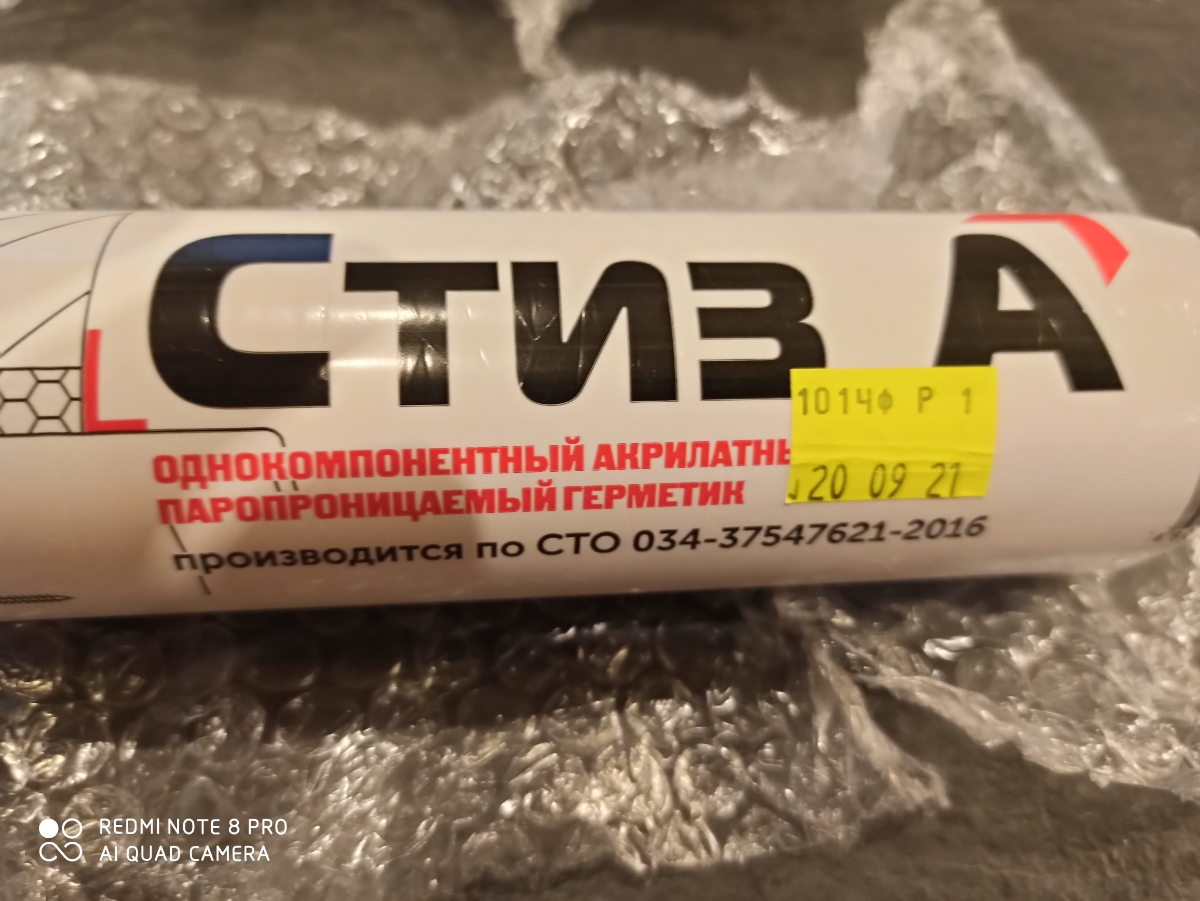 Стиз А
1014Ф Р 1
20 09 21
ОДНОКОМПОНЕНТНЫЙ АКРИЛАТНЫ
ПАРОПРОНИЦАЕМЫЙ ГЕРМЕТИК
производится по СТО 034-37547621-2016
REDMI NOTE 8 PRO
AI QUAD CAMERA